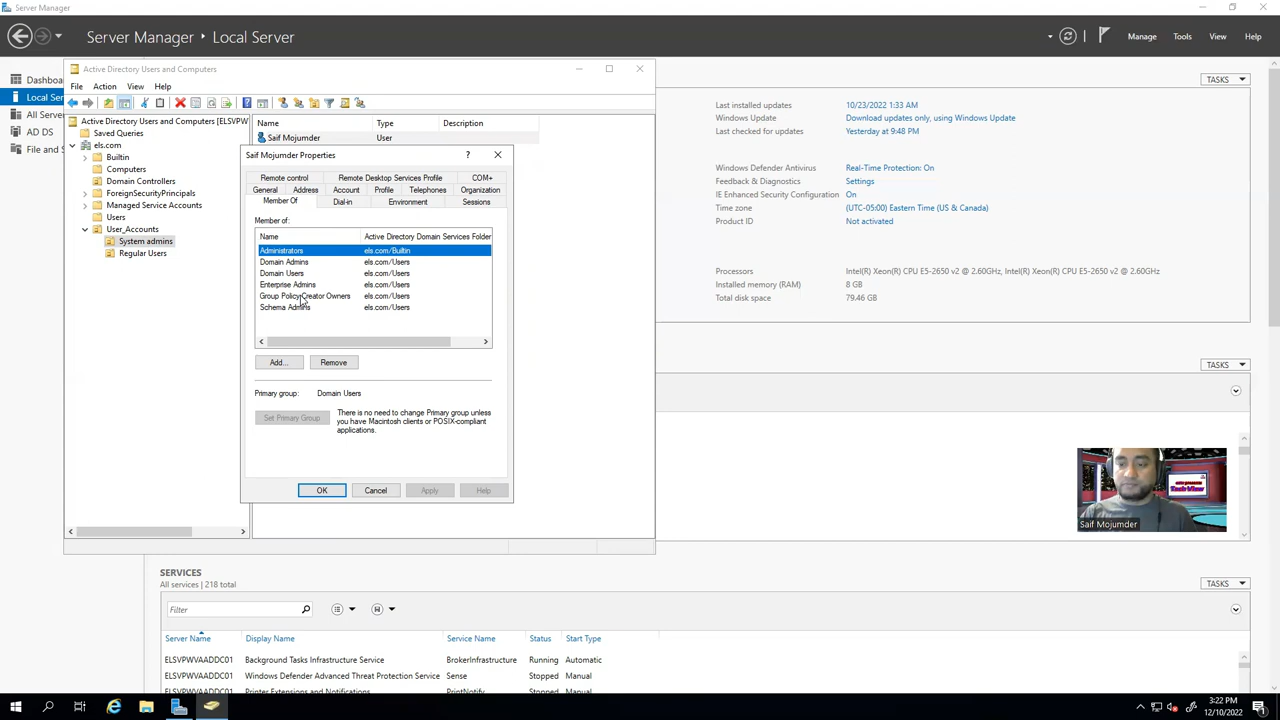 Server Manager
Server Manager • Local Server
Manage Tools View Help
Dashboa
Local Ser
All Serve
AD DS
File and S
Active Directory Users and Computers
File Action View Help
Active Directory Users and Computers [ELSVPW
Saved Queries
els.com
Builtin
Computers
Domain Controllers
ForeignSecurityPrincipals
Managed Service Accounts
Users
User_Accounts
System admins
Regular Users
Name Type Description
Saif Mojumder User
Saif Mojumder Properties
Remote control Remote Desktop Services Profile COM+
General Address Account Profile Telephones Organization
Member Of Dial-in Environment Sessions
Member of:
Name Active Directory Domain Services Folder
Administrators els.com/Builtin
Domain Admins els.com/Users
Domain Users els.com/Users
Enterprise Admins els.com/Users
Group Policy Creator Owners els.com/Users
Schema Admins els.com/Users
Add... Remove
Primary group: Domain Users
Set Primary Group
There is no need to change Primary group unless
you have Macintosh clients or POSIX-compliant
applications.
OK Cancel Apply Help
TASKS
Last installed updates 10/23/2022 1:33 AM
Windows Update Download updates only, using Windows Update
Last checked for updates Yesterday at 9:48 PM
Windows Defender Antivirus Real-Time Protection: On
Feedback & Diagnostics Settings
IE Enhanced Security Configuration On
Time zone (UTC-05:00) Eastern Time (US & Canada)
Product ID Not activated
Processors Intel(R) Xeon(R) CPU E5-2650 v2 @ 2.60GHz, Intel(R) Xeon(R) CPU E5-2650 v2 @ 2.60GHz
Installed memory (RAM) 8 GB
Total disk space 79.46 GB
TASKS
Saif Mojumder
SERVICES
All services | 218 total
TASKS
Filter
Server Name Display Name Service Name Status Start Type
ELSVPWVAADDC01 Background Tasks Infrastructure Service BrokerInfrastructure Running Automatic
ELSVPWVAADDC01 Windows Defender Advanced Threat Protection Service Sense Stopped Manual
ELSVPWVAADDC01 Printer Extensions and Notifications PrintNotify Stopped Manual
3:22 PM
12/10/2022